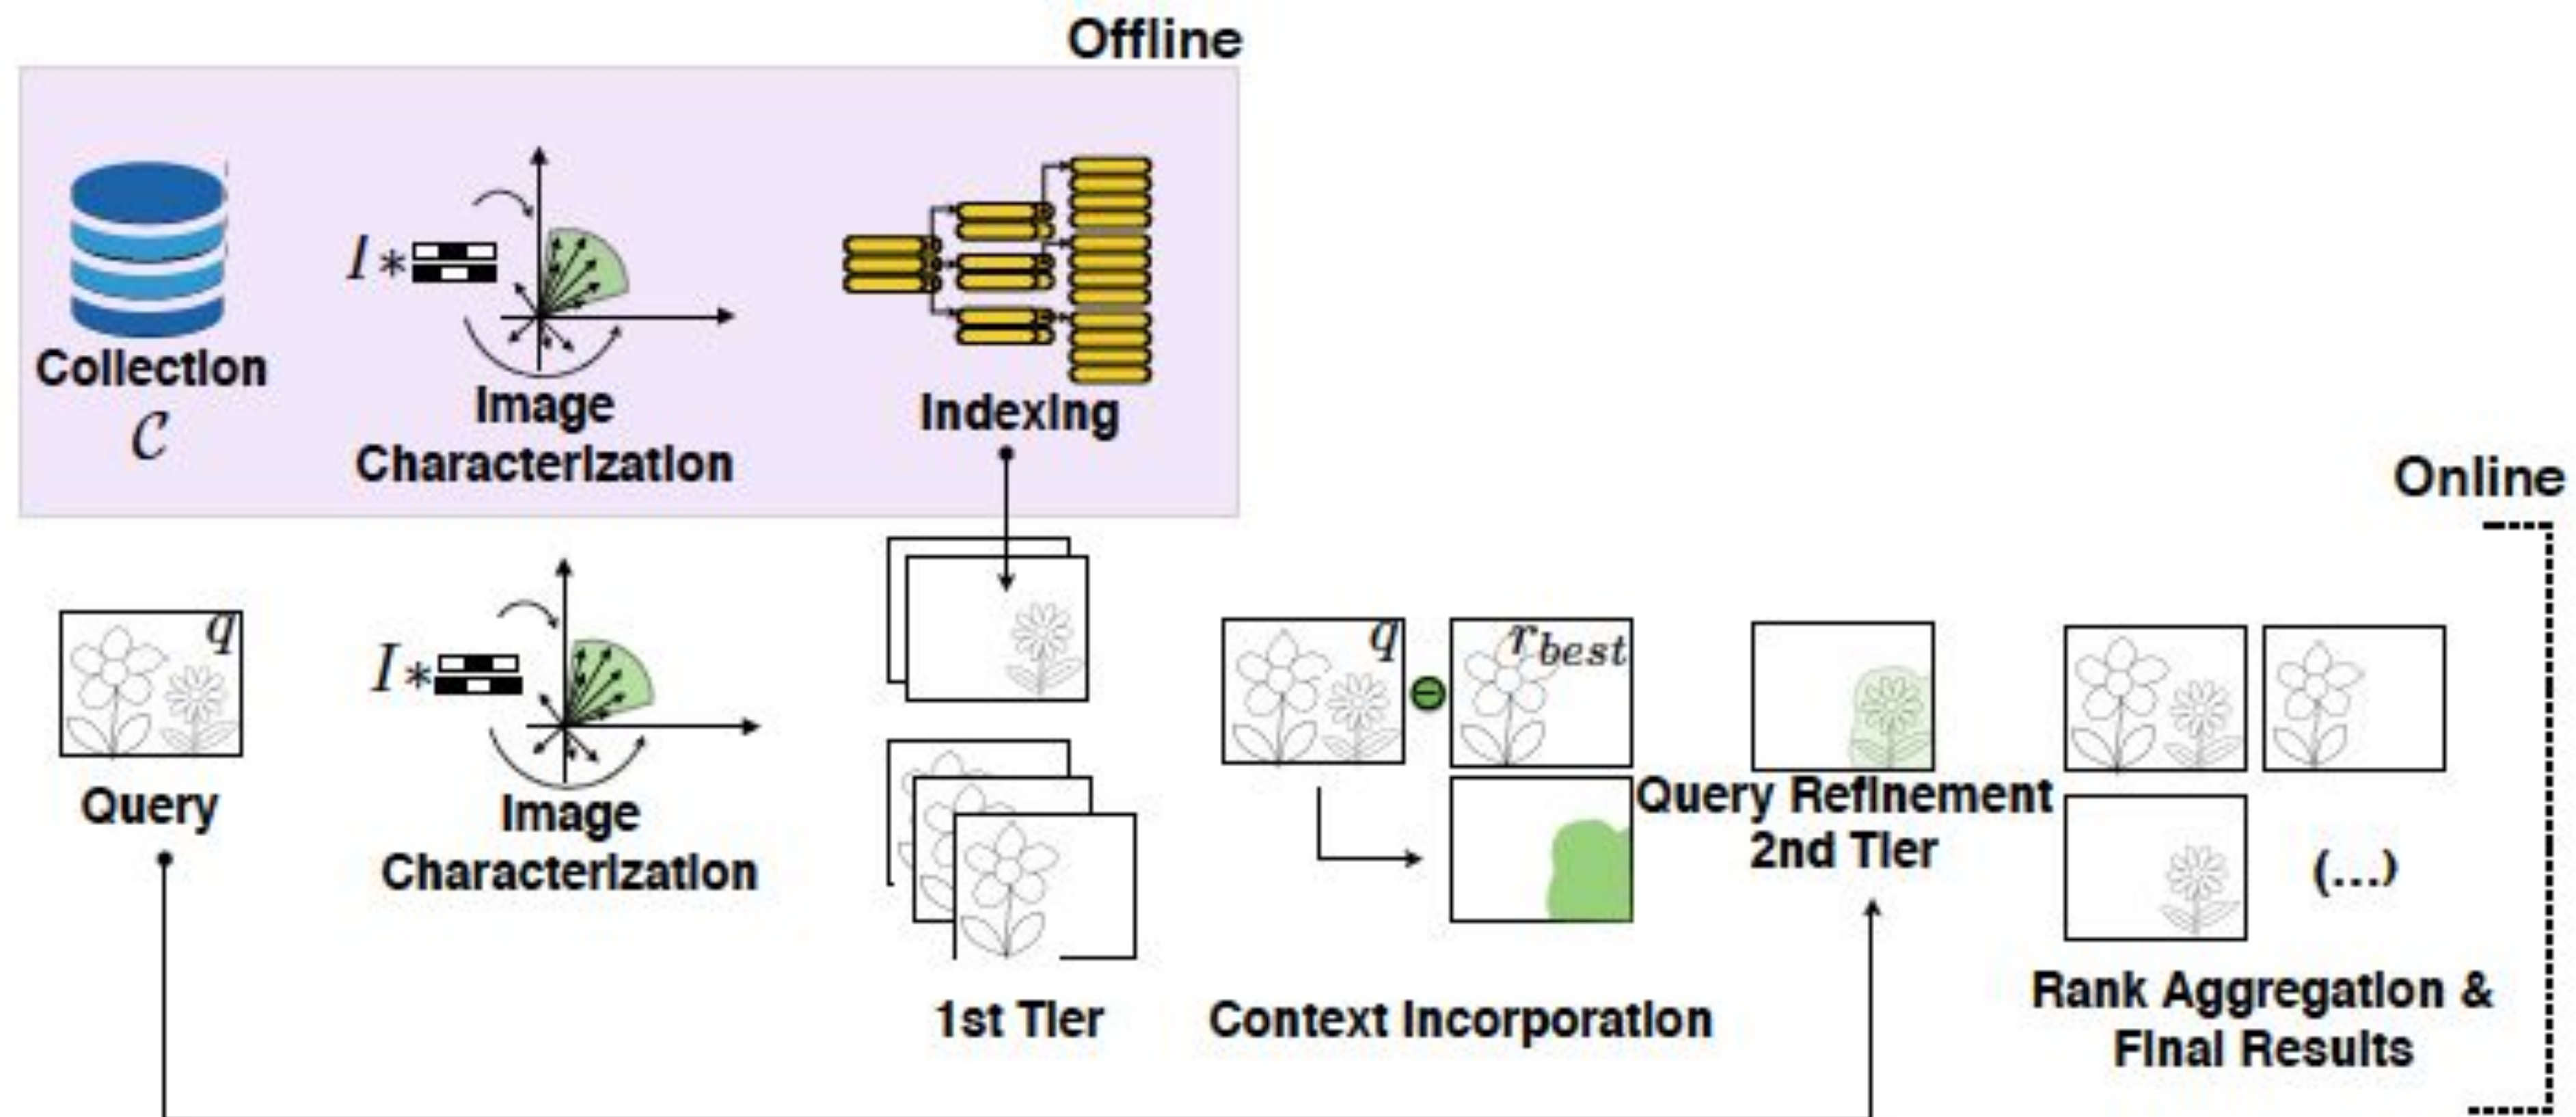 Offline
Collection
C
I*
Image
Characterization
Indexing
Online
q
Query
I*
Image
Characterization
1st Tier
q
r_best
Context Incorporation
Query Refinement
2nd Tier
(...)
Rank Aggregation &
Final Results